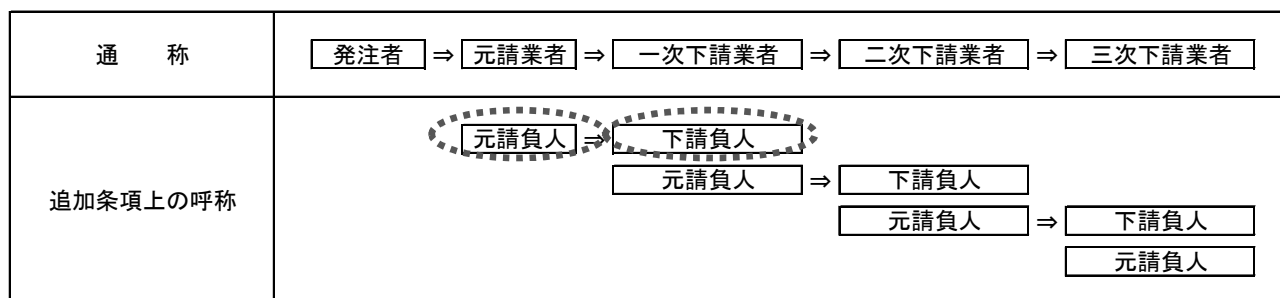 通　　称
発注者 ⇒ 元請業者 ⇒ 一次下請業者 ⇒ 二次下請業者 ⇒ 三次下請業者
追加条項上の呼称
元請負人 ⇒ 下請負人
元請負人 ⇒ 下請負人
元請負人 ⇒ 下請負人
元請負人